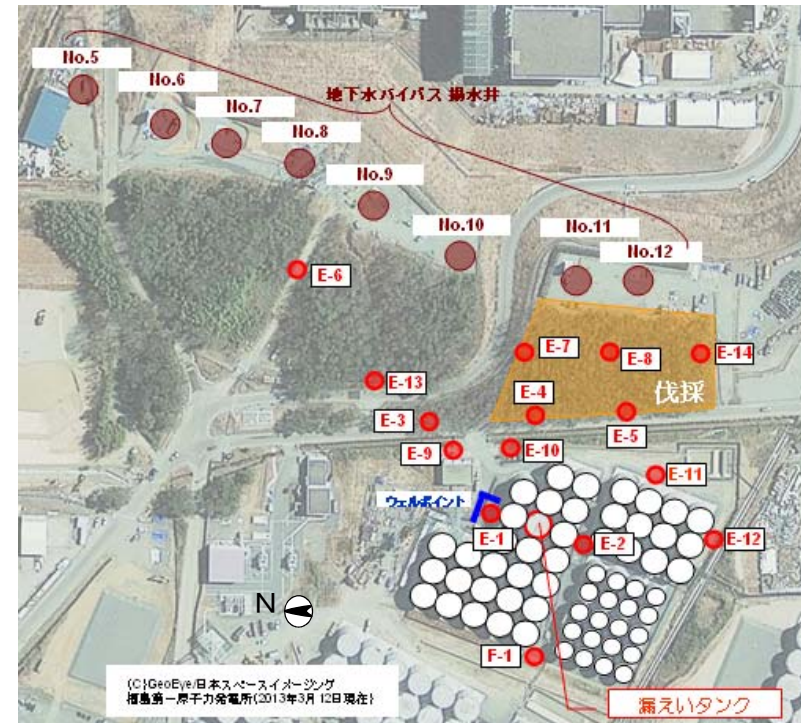 No.5
No.6
No.7
地下水バイパス 揚水井
No.8
No.9
No.10
No.11
No.12
E-6
E-7
E-8
E-14
E-13
伐採
E-4
E-3
E-5
E-9
E-10
E-11
ウェルポイント
E-1
E-2
E-12
N
F-1
(C)GeoEye/日本スペースイメージング
福島第一原子力発電所(2013年3月12日現在)
漏えいタンク